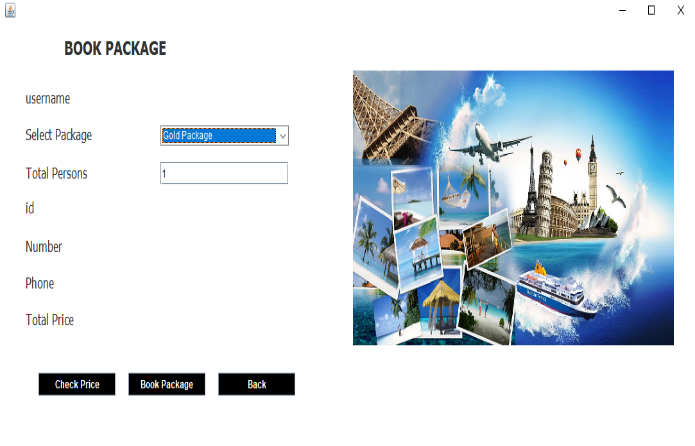 BOOK PACKAGE
username
Select Package Gold Package
Total Persons 1
id
Number
Phone
Total Price
Check Price Book Package Back